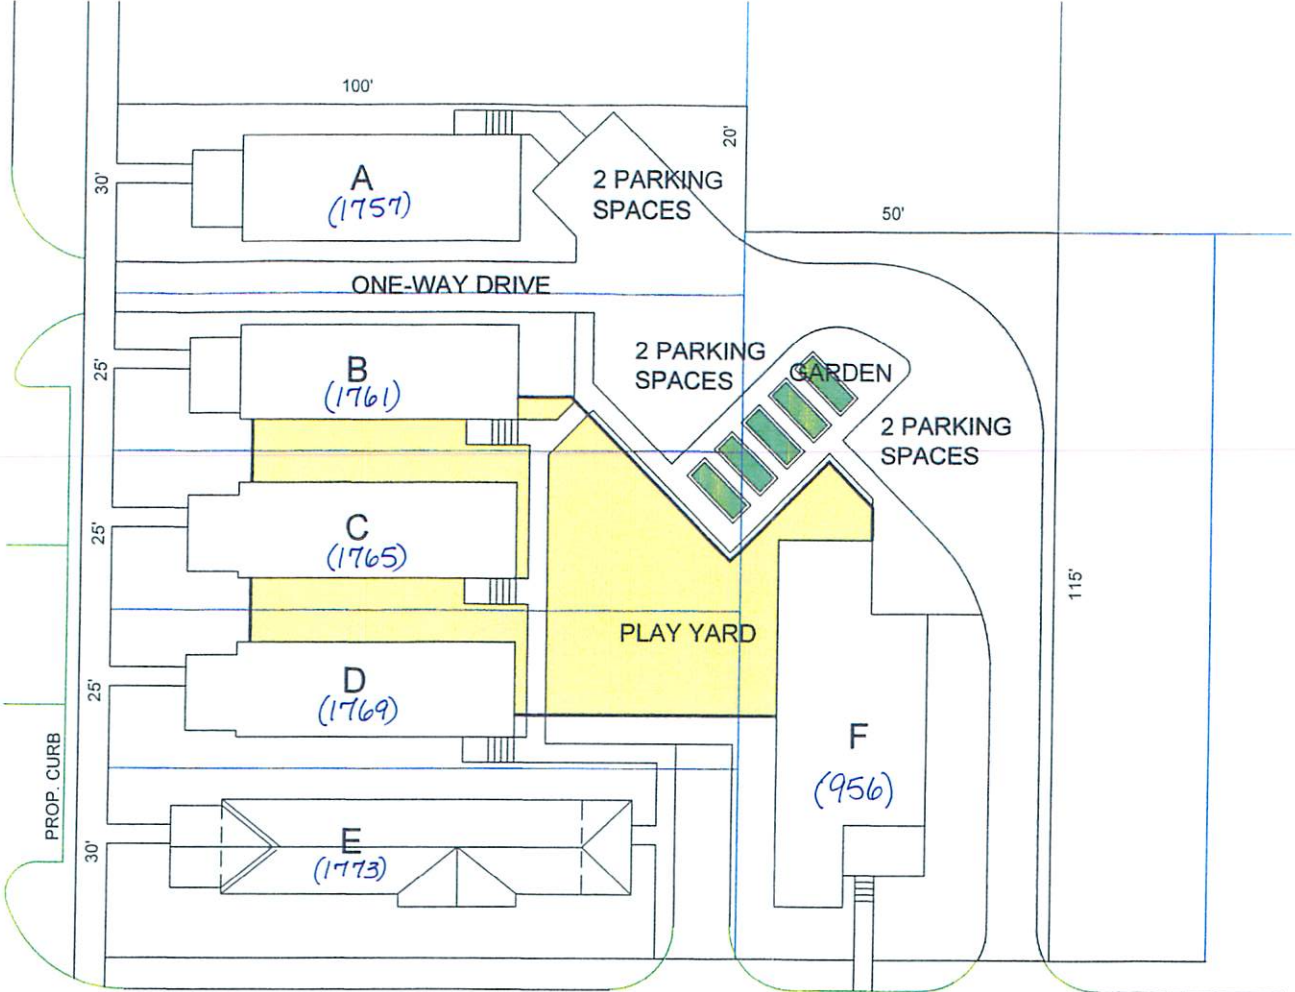 100'
20'
A
(1757)
30'
2 PARKING
SPACES
50'
ONE-WAY DRIVE
B
(1761)
25'
2 PARKING
SPACES
GARDEN
2 PARKING
SPACES
C
(1765)
25'
115'
PLAY YARD
D
(1769)
25'
F
(956)
PROP. CURB
E
(1773)
30'